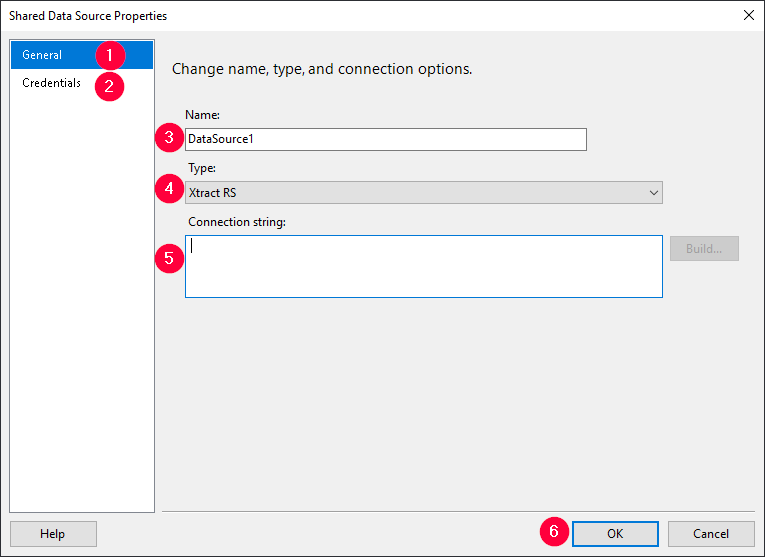 Shared Data Source Properties
General 1
Credentials 2
Change name, type, and connection options.
Name:
3 DataSource1
Type:
4 Xtract RS
Connection string:
5
Build...
Help
6 OK
Cancel